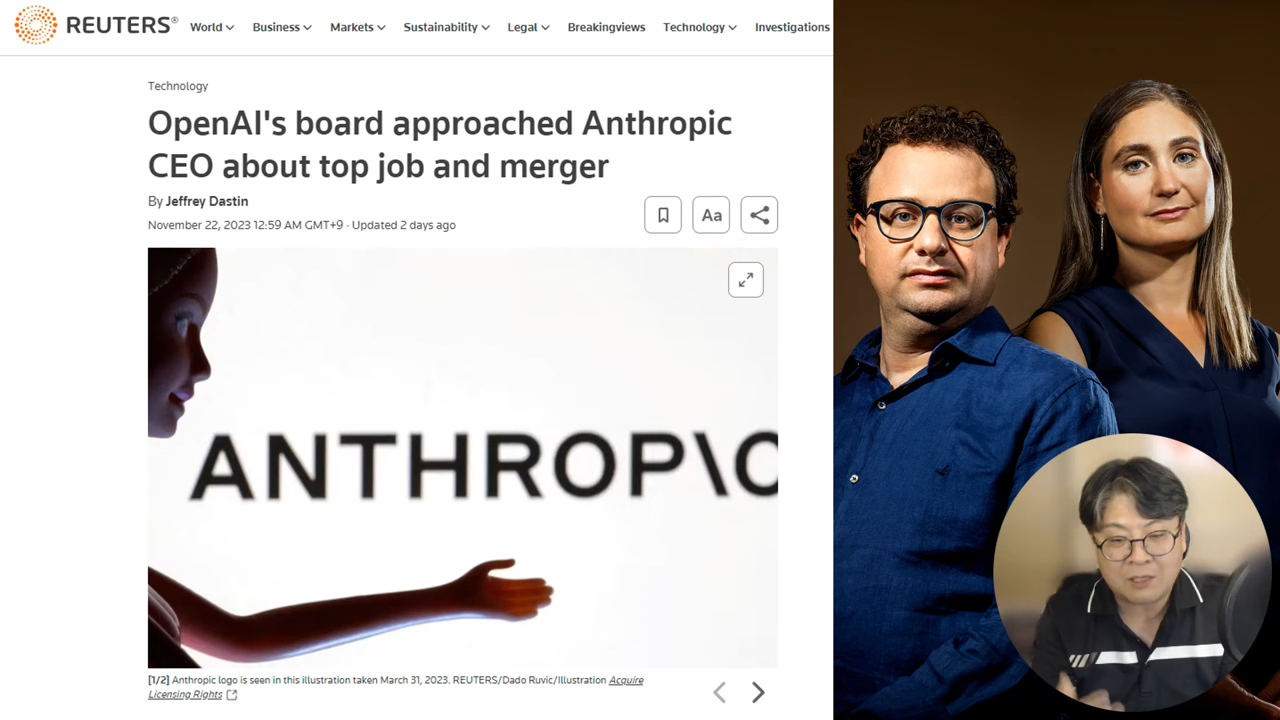 REUTERS®
World Business Markets Sustainability Legal Breakingviews Technology Investigations
Technology
OpenAI's board approached Anthropic
CEO about top job and merger
By Jeffrey Dastin
November 22, 2023 12:59 AM GMT+9 · Updated 2 days ago
Aa
ANTHROP\C
[1/2] Anthropic logo is seen in this illustration taken March 31, 2023. REUTERS/Dado Ruvic/Illustration Acquire
Licensing Rights